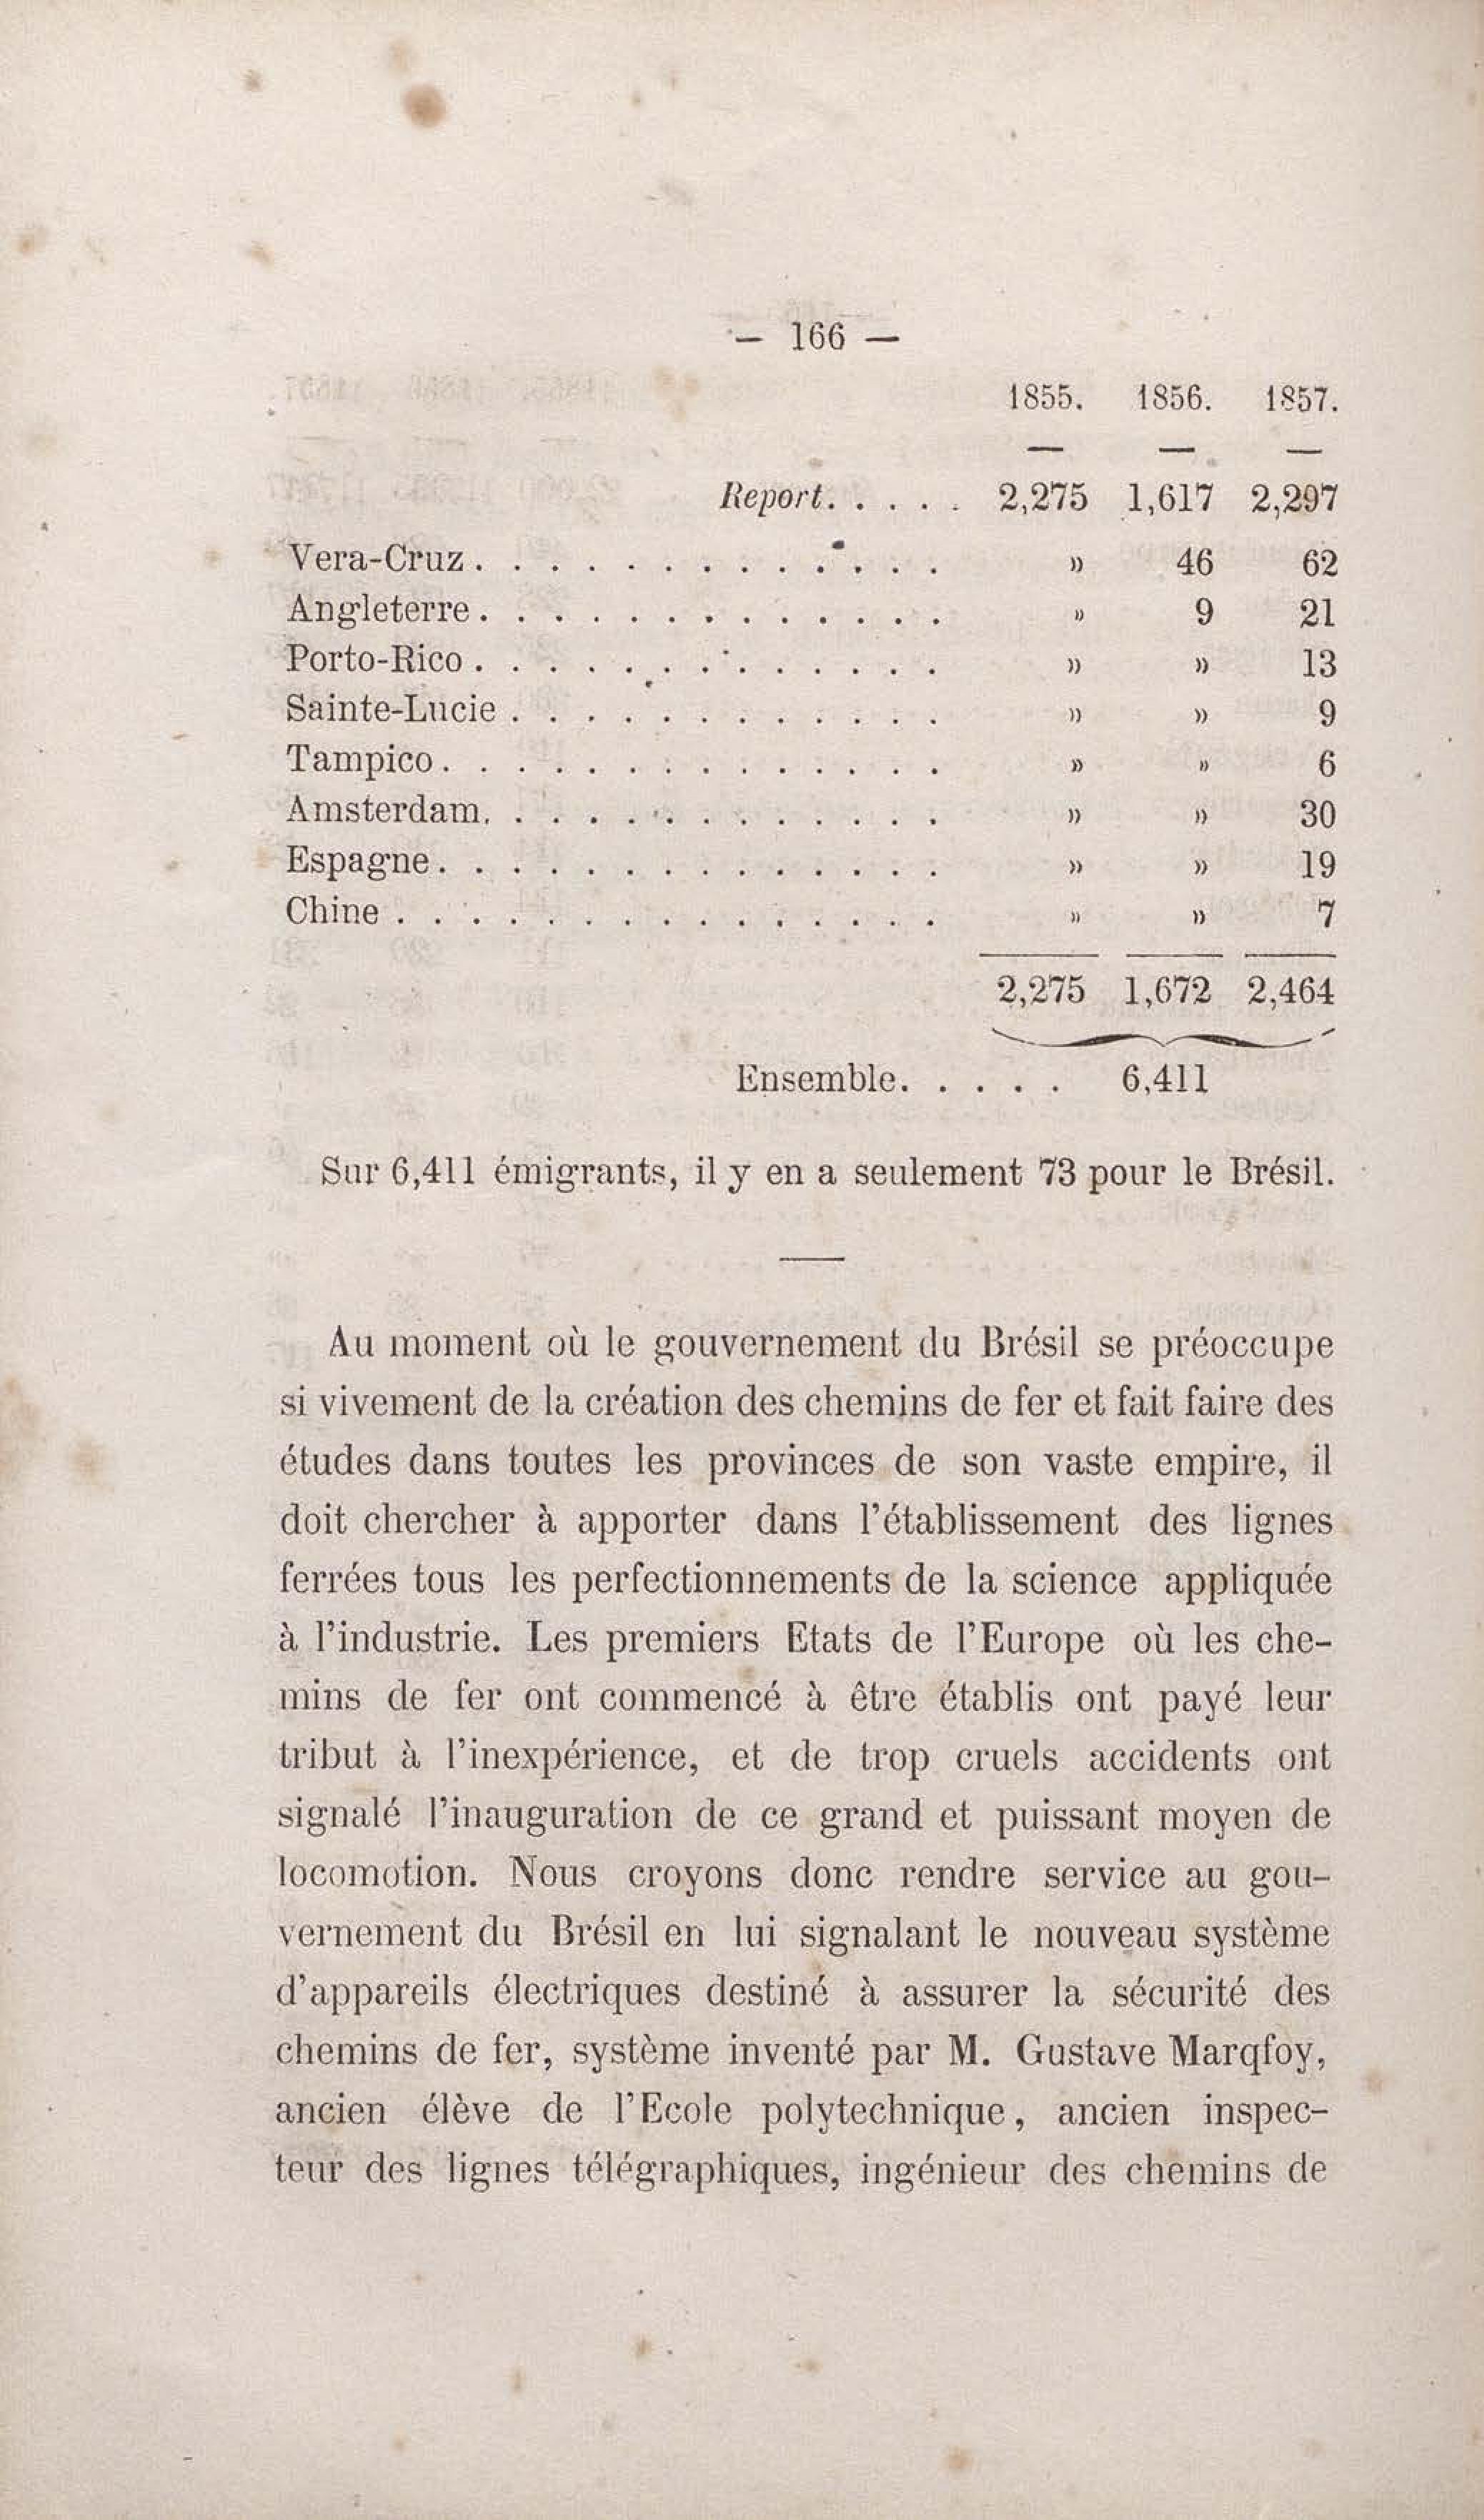 — 166 —
1855. 1856. 1857.
— — —
Report. . . . . 2,275 1,617 2,297
Vera-Cruz. . . . . . . . . . . . . » 46 62
Angleterre. . . . . . . . . . . . . » 9 21
Porto-Rico. . . . . . . . . . . . . » » 13
Sainte-Lucie . . . . . . . . . . . . » » 9
Tampico. . . . . . . . . . . . . . » » 6
Amsterdam. . . . . . . . . . . . . » » 30
Espagne. . . . . . . . . . . . . . » » 19
Chine . . . . . . . . . . . . . . . » » 7
2,275 1,672 2,464
Ensemble. . . . . 6,411
Sur 6,411 émigrants, il y en a seulement 73 pour le Brésil.
Au moment où le gouvernement du Brésil se préoccupe
si vivement de la création des chemins de fer et fait faire des
études dans toutes les provinces de son vaste empire, il
doit chercher à apporter dans l'établissement des lignes
ferrées tous les perfectionnements de la science appliquée
à l'industrie. Les premiers Etats de l'Europe où les che-
mins de fer ont commencé à être établis ont payé leur
tribut à l'inexpérience, et de trop cruels accidents ont
signalé l'inauguration de ce grand et puissant moyen de
locomotion. Nous croyons donc rendre service au gou-
vernement du Brésil en lui signalant le nouveau système
d'appareils électriques destiné à assurer la sécurité des
chemins de fer, système inventé par M. Gustave Marqfoy,
ancien élève de l'Ecole polytechnique, ancien inspec-
teur des lignes télégraphiques, ingénieur des chemins de